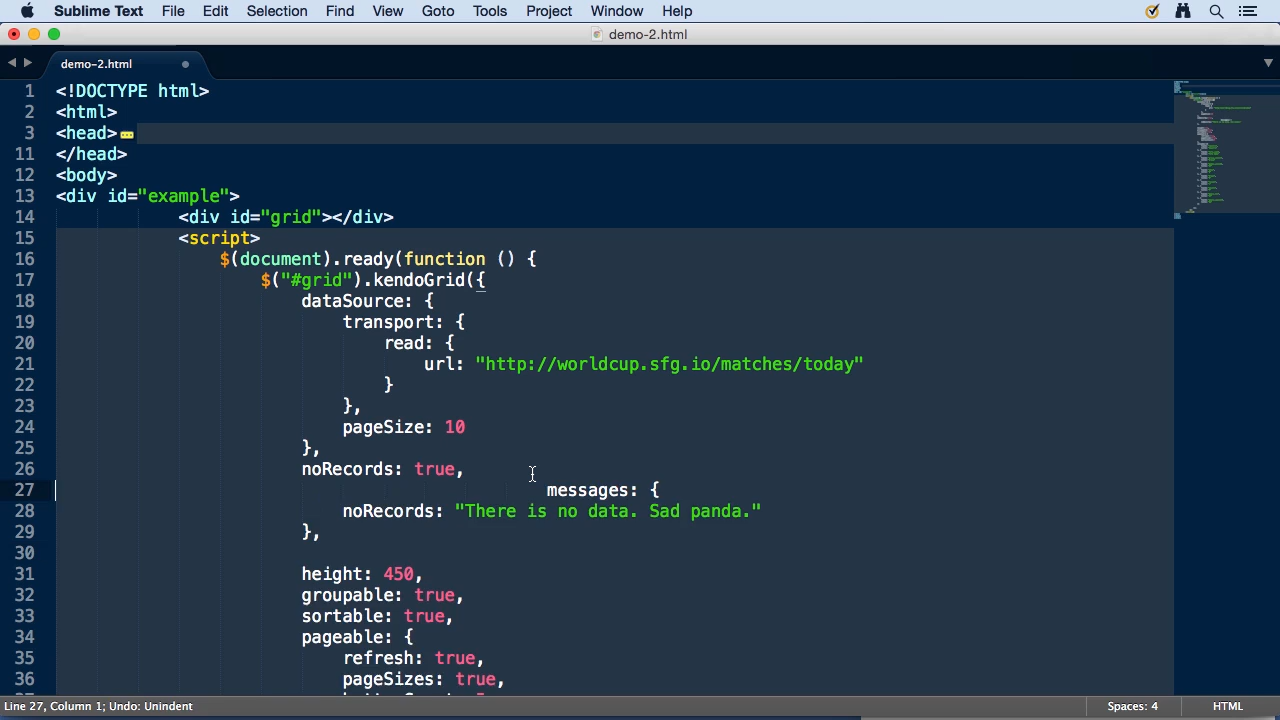 Sublime Text File Edit Selection Find View Goto Tools Project Window Help
demo-2.html
demo-2.html
1 <!DOCTYPE html>
2 <html>
3 <head>
11 </head>
12 <body>
13 <div id="example">
14 <div id="grid"></div>
15 <script>
16 $(document).ready(function () {
17 $("#grid").kendoGrid({
18 dataSource: {
19 transport: {
20 read: {
21 url: "http://worldcup.sfg.io/matches/today"
22 }
23 },
24 pageSize: 10
25 },
26 noRecords: true,
27 messages: {
28 noRecords: "There is no data. Sad panda."
29 },
30
31 height: 450,
32 groupable: true,
33 sortable: true,
34 pageable: {
35 refresh: true,
36 pageSizes: true,
Line 27, Column 1; Undo: Unindent Spaces: 4 HTML